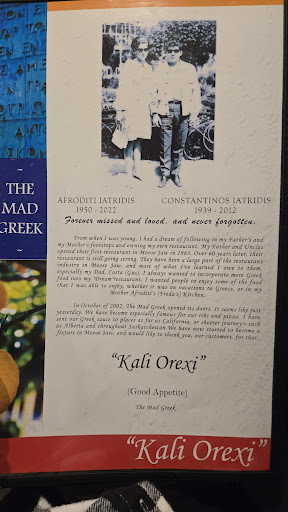 ~
THE
MAD
GREEK
~
AFRODITI IATRIDIS
1950 - 2022
CONSTANTINOS IATRIDIS
1939 - 2012
Forever missed and loved, and never forgotten.
From when I was young, I had a dream of following in my Father's and
my Mother's footsteps and owning my own restaurant. My Father and Uncles
opened their first restaurant in Moose Jaw in 1965. Over 60 years later, their
restaurant is still going strong. They have been a large part of the restaurant
industry in Moose Jaw, and most of what I've learned I owe to them,
especially my Dad, Costa (Gus). I always wanted to incorporate more Greek
food into my "Dream" restaurant. I wanted people to enjoy some of the food
that I was able to enjoy, whether it was on vacations to Greece, or in my
Mother Afroditi's (Freda's) Kitchen.
In October of 2002, The Mad Greek opened its doors. It seems like just
yesterday. We have become especially famous for our ribs and pizza. I have
sent our Greek sauce to places as far as California, or shorter journeys such
as Alberta and throughout Saskatchewan. We have now started to become a
fixture in Moose Jaw, and would like to thank you, our customers, for that.
"Kali Orexi"
(Good Appetite)
The Mad Greek
"Kali Orexi"